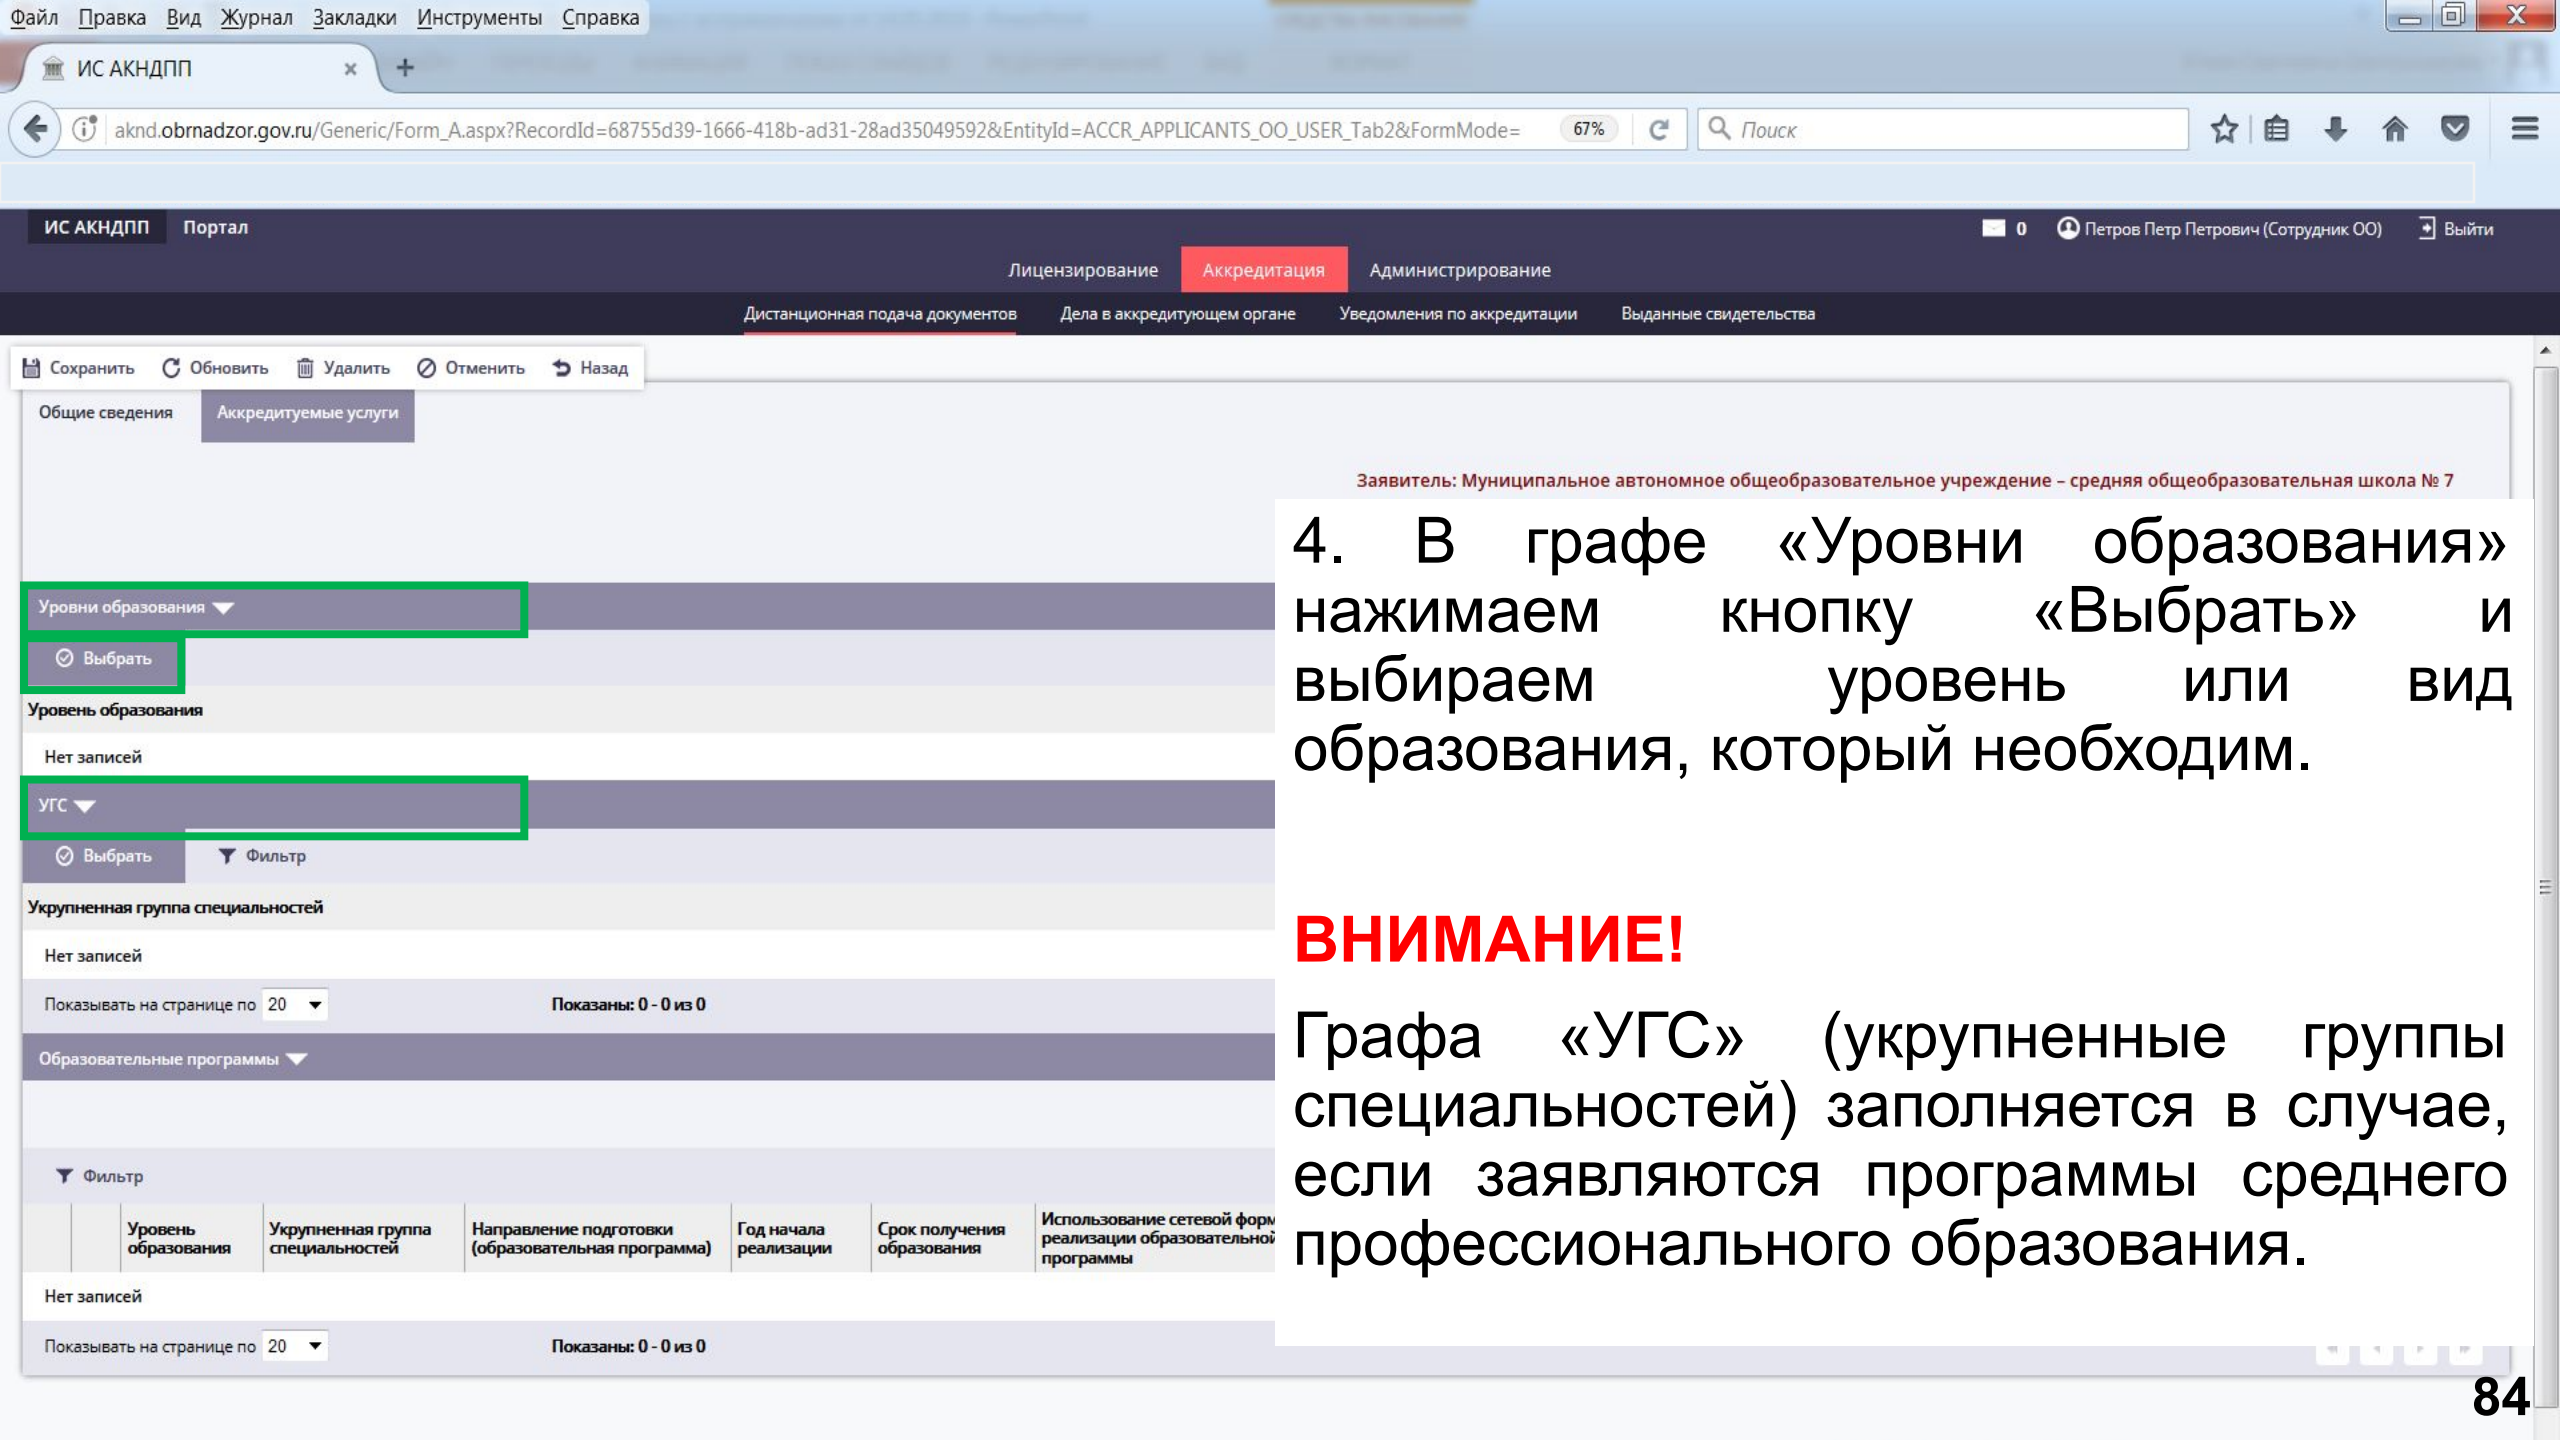 Файл Правка Вид Журнал Закладки Инструменты Справка
ИС АКНДПП
aknd.obrnadzor.gov.ru/Generic/Form_A.aspx?RecordId=68755d39-1666-418b-ad31-28ad35049592&EntityId=ACCR_APPLICANTS_OO_USER_Tab2&FormMode= 67% Поиск
ИС АКНДПП Портал 0 Петров Петр Петрович (Сотрудник ОО) Выйти
Лицензирование Аккредитация Администрирование
Дистанционная подача документов Дела в аккредитующем органе Уведомления по аккредитации Выданные свидетельства
Сохранить Обновить Удалить Отменить Назад
Общие сведения Аккредитуемые услуги
Заявитель: Муниципальное автономное общеобразовательное учреждение – средняя общеобразовательная школа № 7
Уровни образования
Выбрать
Уровень образования
Нет записей
УГС
Выбрать Фильтр
Укрупненная группа специальностей
Нет записей
Показывать на странице по 20 Показаны: 0 - 0 из 0
Образовательные программы
Фильтр
Уровень образования
Укрупненная группа специальностей
Направление подготовки (образовательная программа)
Год начала реализации
Срок получения образования
Использование сетевой форм
реализации образовательной
программы
Нет записей
Показывать на странице по 20 Показаны: 0 - 0 из 0
4. В графе «Уровни образования»
нажимаем кнопку «Выбрать» и
выбираем уровень или вид
образования, который необходим.
ВНИМАНИЕ!
Графа «УГС» (укрупненные группы
специальностей) заполняется в случае,
если заявляются программы среднего
профессионального образования.
84